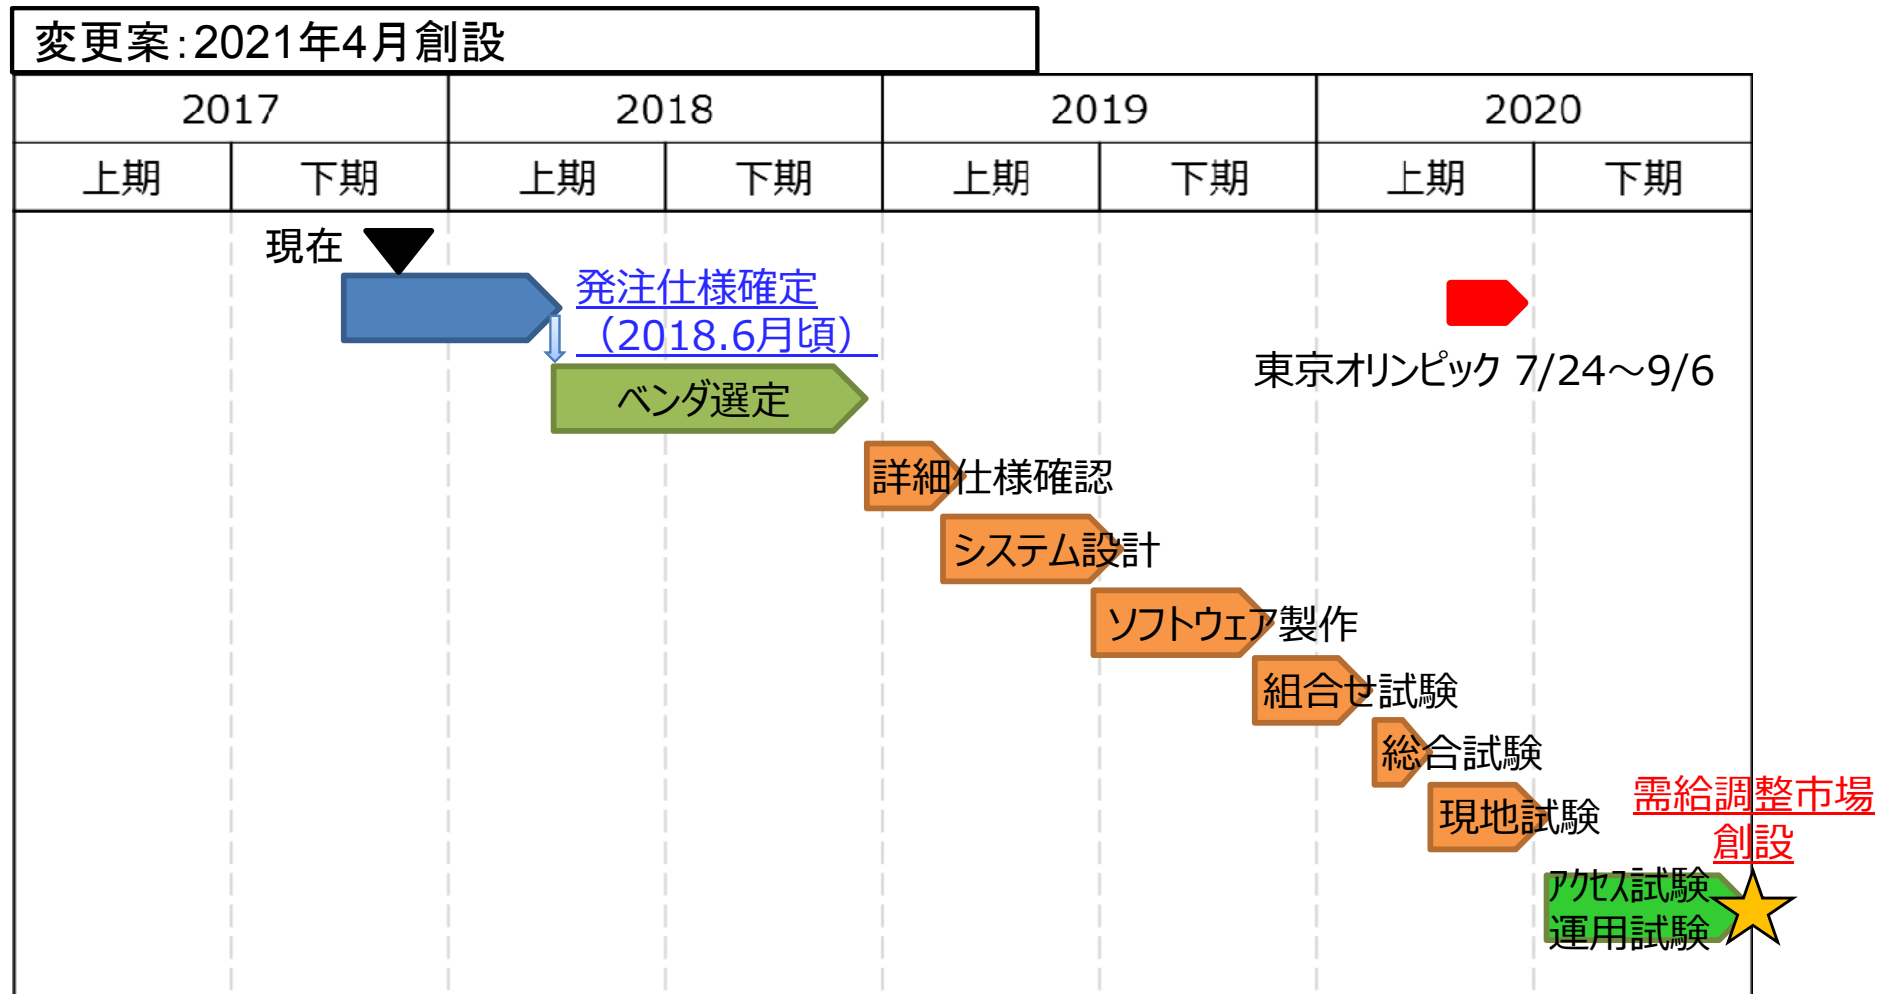 変更案：2021年4月創設
2017 2018 2019 2020
上期 下期 上期 下期 上期 下期 上期 下期
現在
発注仕様確定
（2018.6月頃）
東京オリンピック 7/24～9/6
ベンダ選定
詳細仕様確認
システム設計
ソフトウェア製作
組合せ試験
総合試験
現地試験
需給調整市場
創設
ｱｸｾｽ試験
運用試験